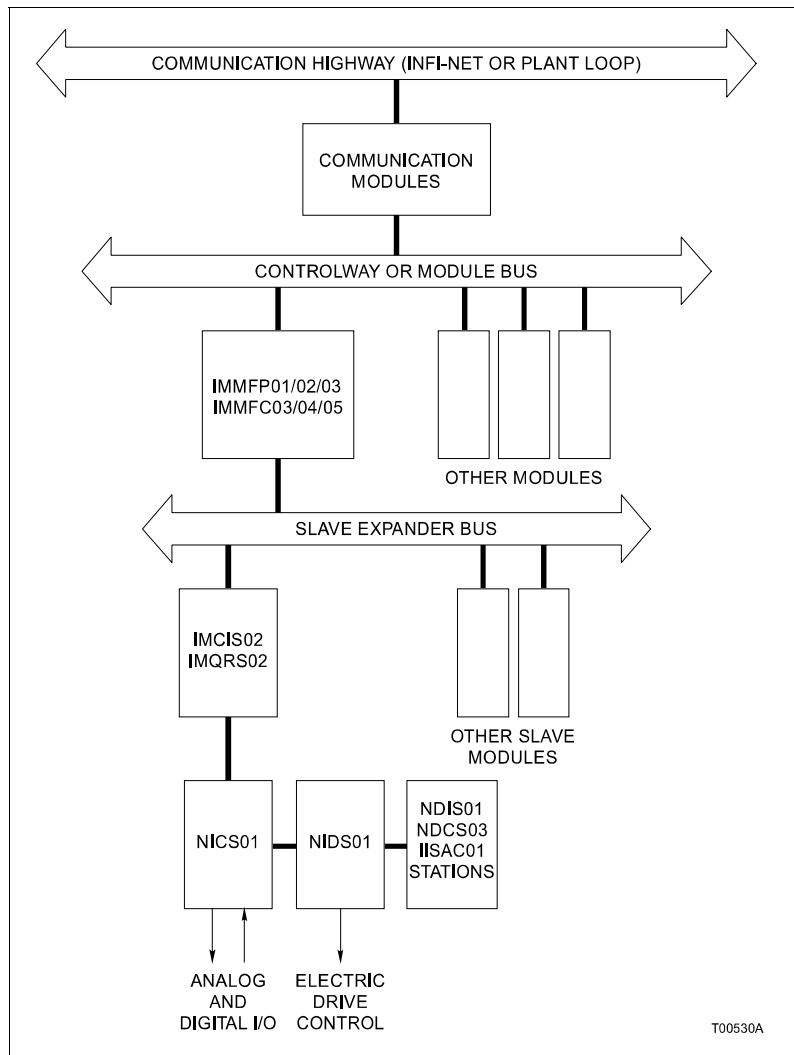 COMMUNICATION HIGHWAY (INFI-NET OR PLANT LOOP)
COMMUNICATION
MODULES
CONTROLWAY OR MODULE BUS
IMMFP01/02/03
IMMFC03/04/05
OTHER MODULES
SLAVE EXPANDER BUS
IMCIS02
IMQRS02
OTHER SLAVE
MODULES
NICS01
NIDS01
NDIS01
NDCS03
IISAC01
STATIONS
ANALOG
AND
DIGITAL I/O
ELECTRIC
DRIVE
CONTROL
T00530A